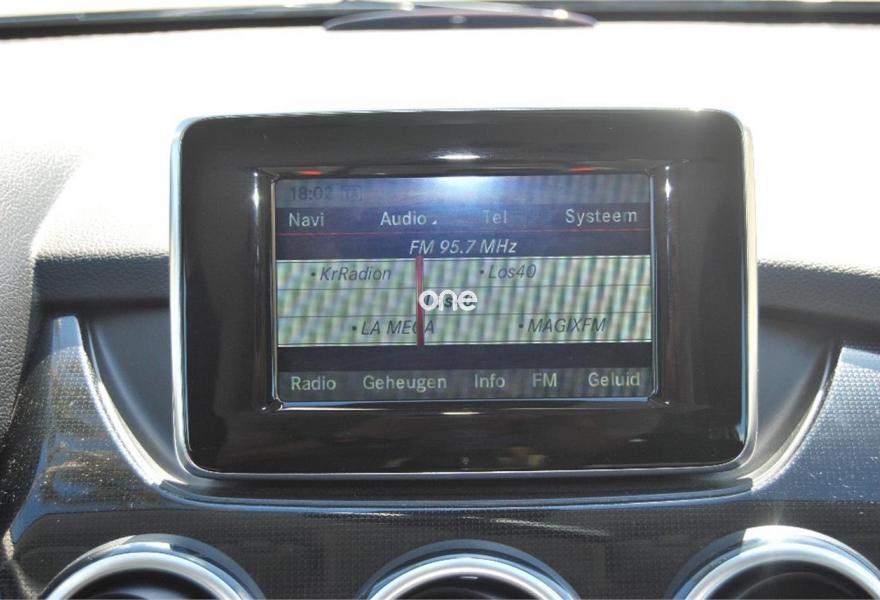 18:02
Navi Audio Tel Systeem
FM 95.7 MHz
•KrRadion •Los40
one
•LA MEGA •MAGIXFM
Radio Geheugen Info FM Geluid